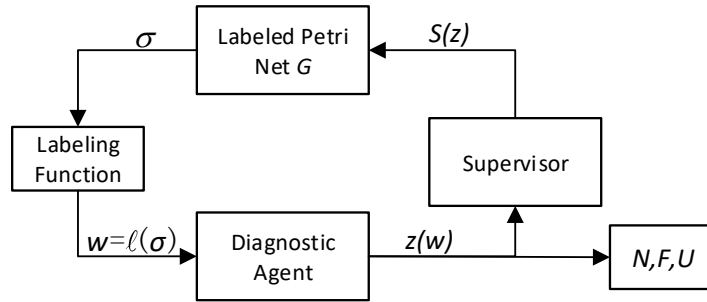 σ
Labeled Petri
Net G
S(z)
Labeling
Function
Supervisor
w=ℓ(σ)
Diagnostic
Agent
z(w)
N,F,U